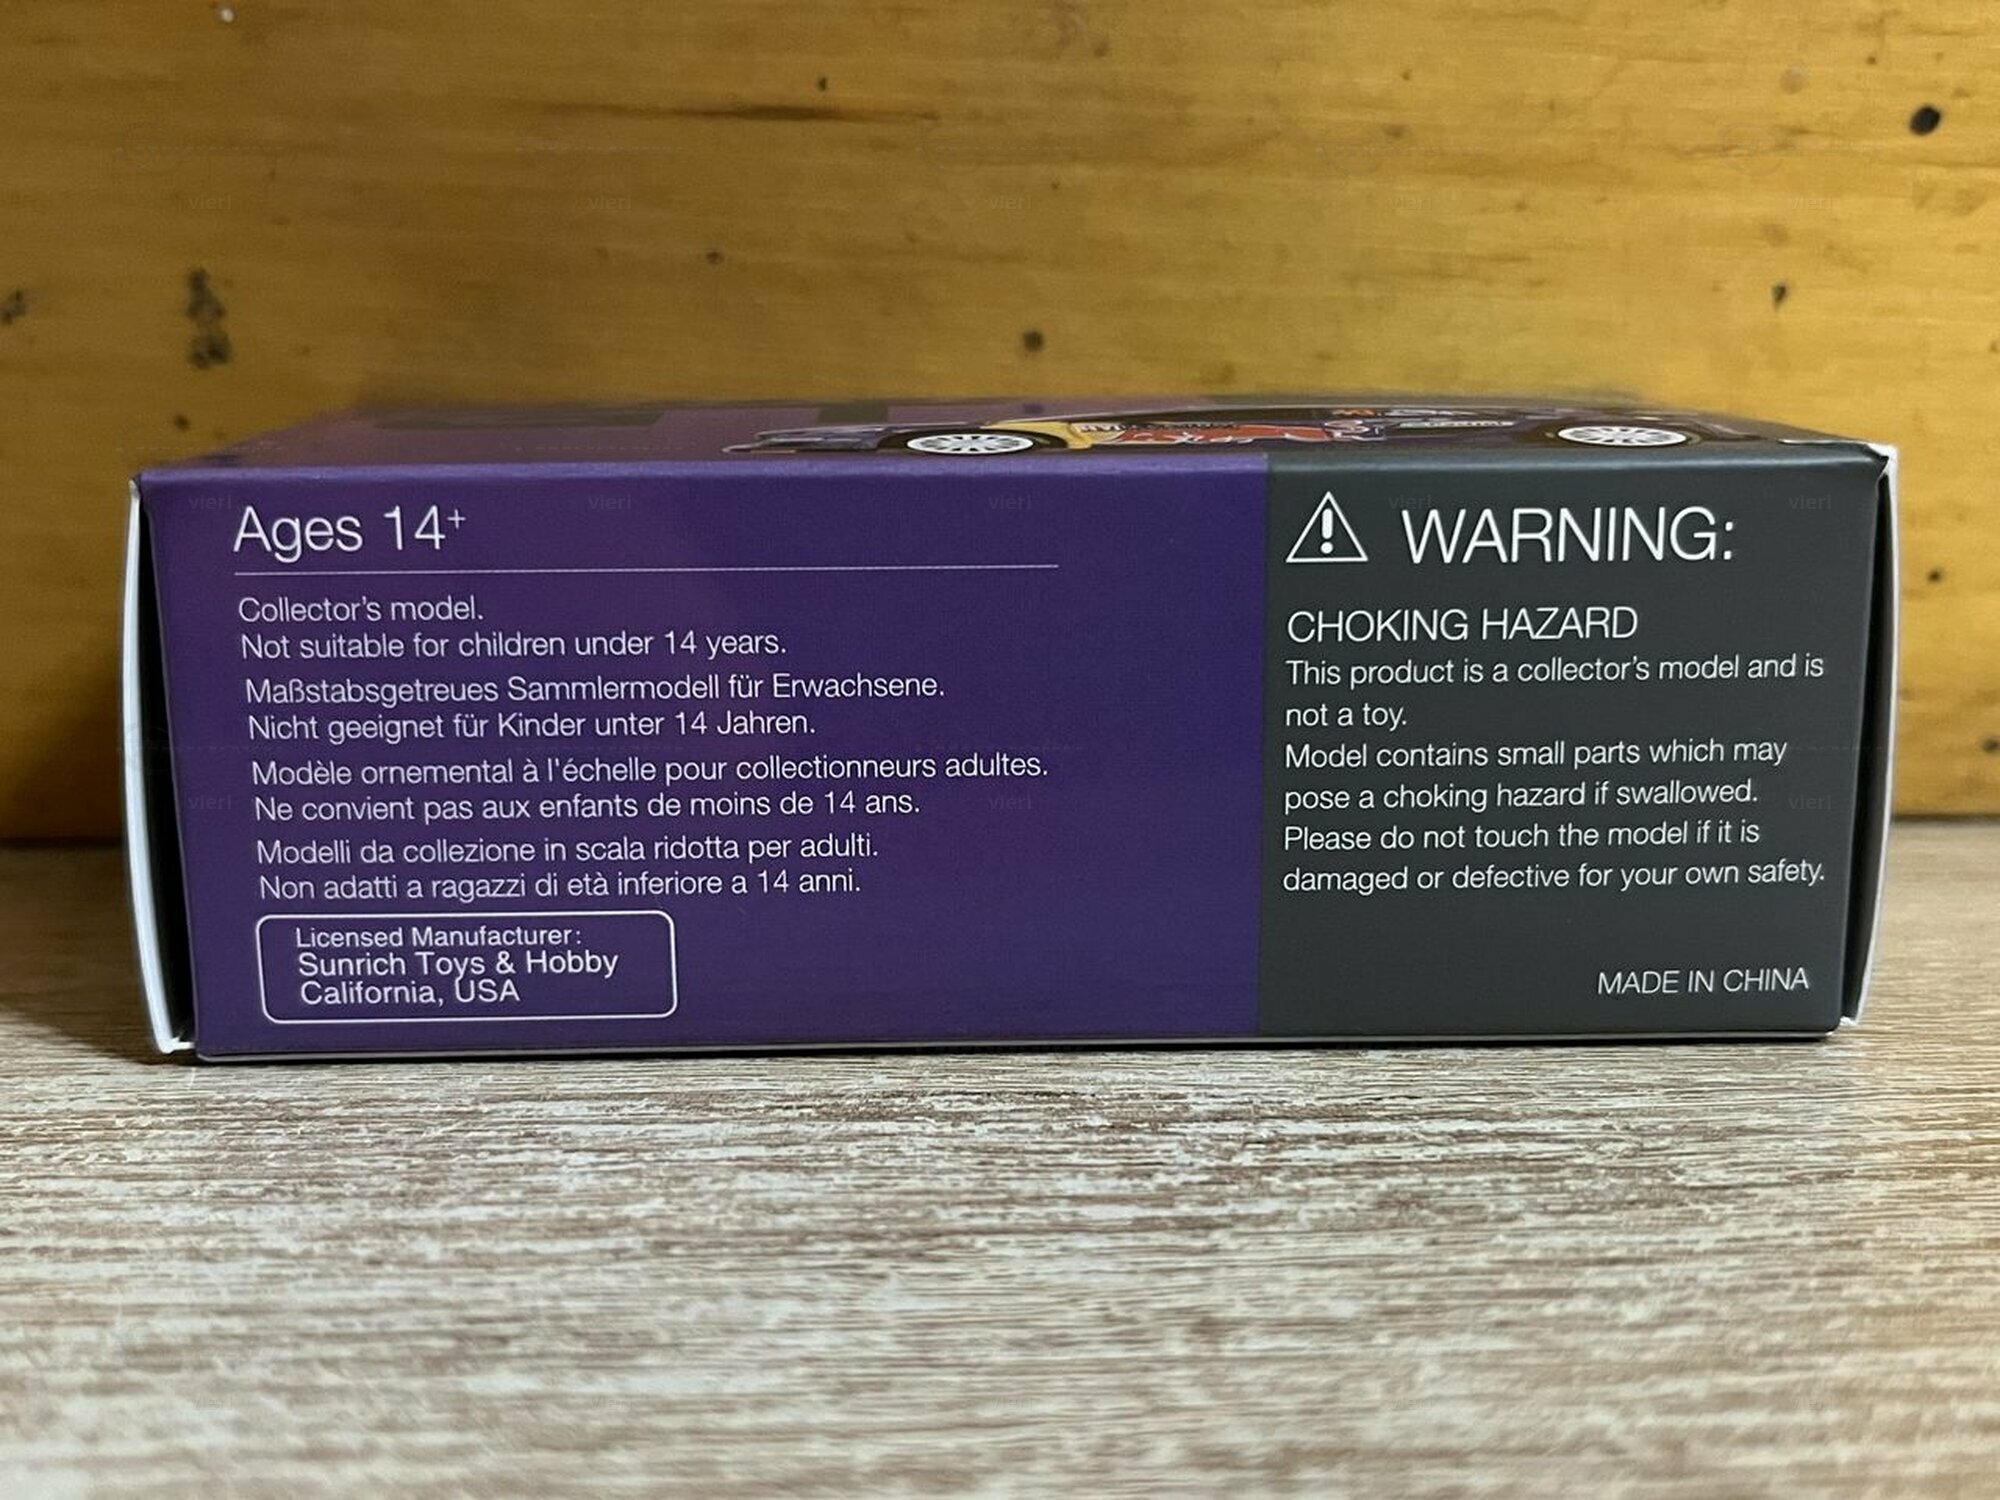 Ages 14+
Collector's model.
Not suitable for children under 14 years.
Maßstabsgetreues Sammlermodell für Erwachsene.
Nicht geeignet für Kinder unter 14 Jahren.
Modèle ornemental à l'échelle pour collectionneurs adultes.
Ne convient pas aux enfants de moins de 14 ans.
Modelli da collezione in scala ridotta per adulti.
Non adatti a ragazzi di età inferiore a 14 anni.
Licensed Manufacturer:
Sunrich Toys & Hobby
California, USA
WARNING:
CHOKING HAZARD
This product is a collector's model and is
not a toy.
Model contains small parts which may
pose a choking hazard if swallowed.
Please do not touch the model if it is
damaged or defective for your own safety.
MADE IN CHINA